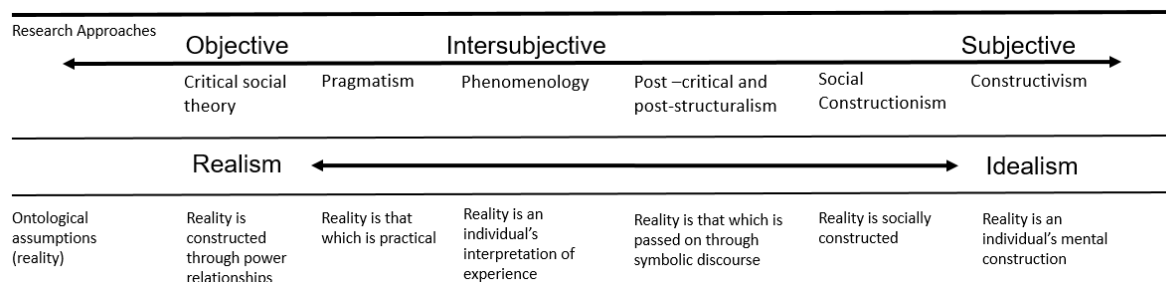 Research Approaches
Objective
Intersubjective
Subjective
Critical social
theory
Pragmatism
Phenomenology
Post –critical and
post-structuralism
Social
Constructionism
Constructivism
Realism
Idealism
Ontological
assumptions
(reality)
Reality is
constructed
through power
relationships
Reality is that
which is practical
Reality is an
individual’s
interpretation of
experience
Reality is that which is
passed on through
symbolic discourse
Reality is socially
constructed
Reality is an
individual’s mental
construction